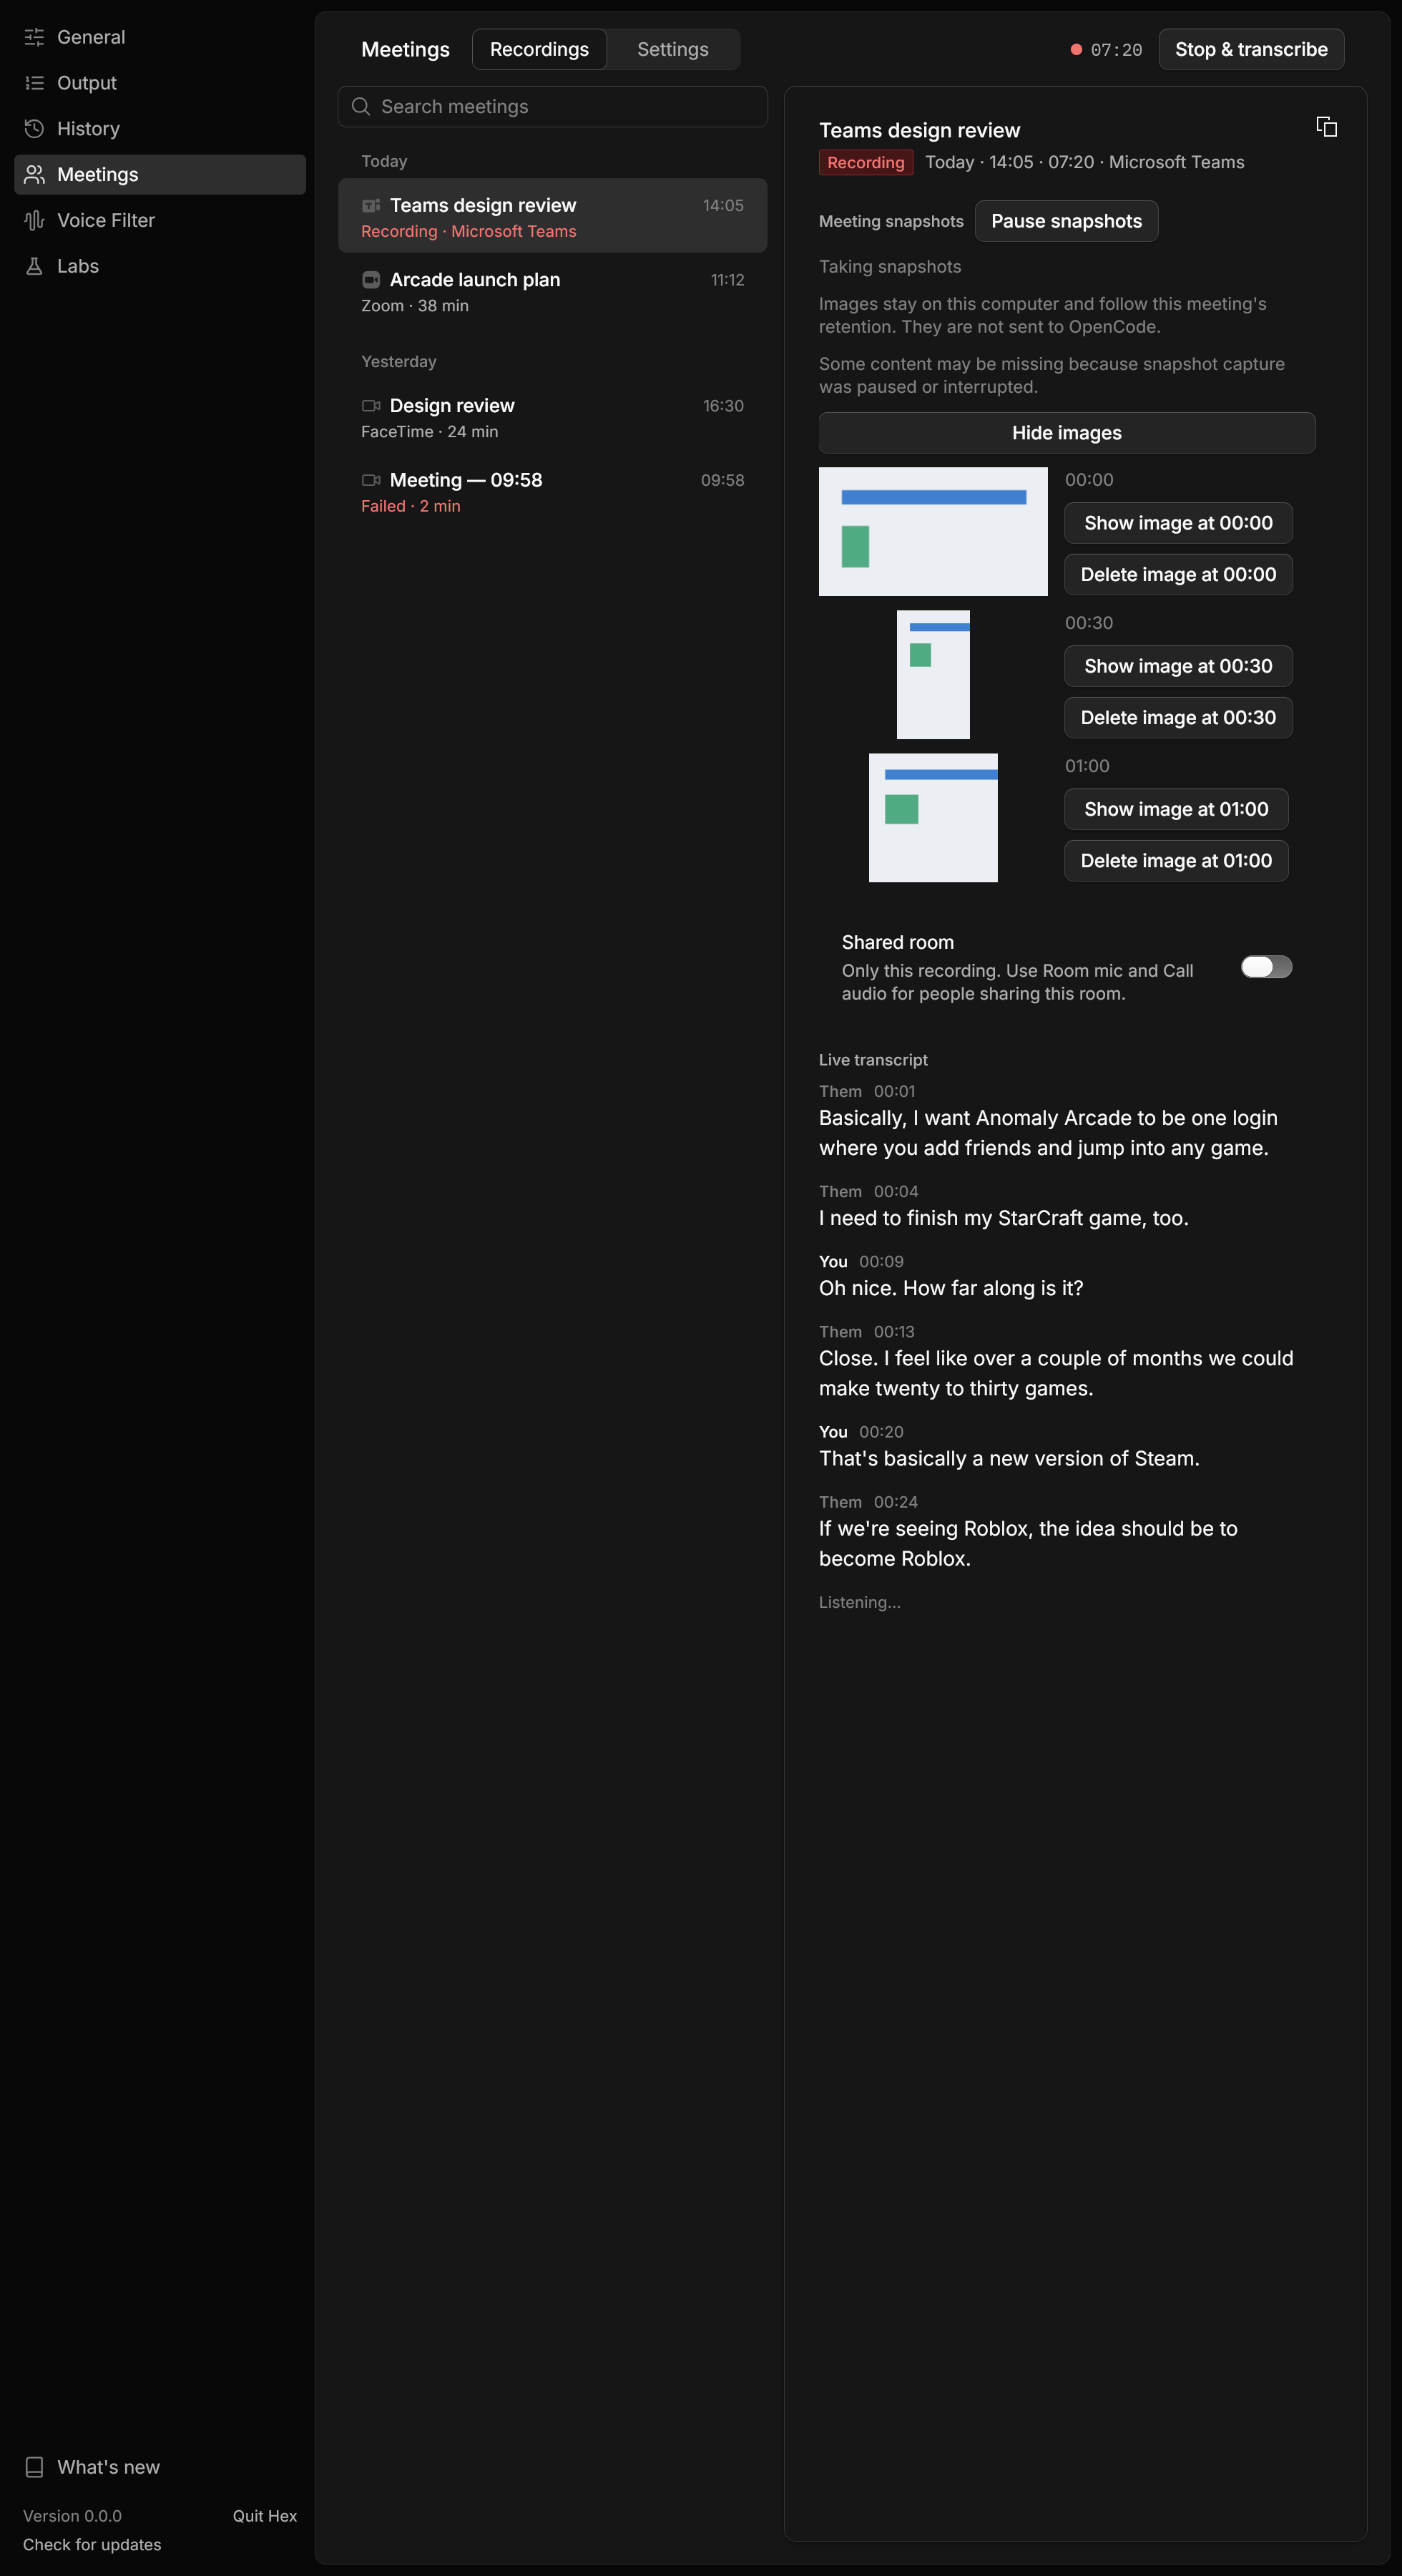 General
Output
History
Meetings
Voice Filter
Labs
Meetings
Recordings
Settings
07:20
Stop & transcribe
Search meetings
Today
Teams design review
14:05
Recording · Microsoft Teams
Arcade launch plan
11:12
Zoom · 38 min
Yesterday
Design review
16:30
FaceTime · 24 min
Meeting — 09:58
09:58
Failed · 2 min
Teams design review
Recording
Today · 14:05 · 07:20 · Microsoft Teams
Meeting snapshots
Pause snapshots
Taking snapshots
Images stay on this computer and follow this meeting's
retention. They are not sent to OpenCode.
Some content may be missing because snapshot capture
was paused or interrupted.
Hide images
00:00
Show image at 00:00
Delete image at 00:00
00:30
Show image at 00:30
Delete image at 00:30
01:00
Show image at 01:00
Delete image at 01:00
Shared room
Only this recording. Use Room mic and Call
audio for people sharing this room.
Live transcript
Them 00:01
Basically, I want Anomaly Arcade to be one login
where you add friends and jump into any game.
Them 00:04
I need to finish my StarCraft game, too.
You 00:09
Oh nice. How far along is it?
Them 00:13
Close. I feel like over a couple of months we could
make twenty to thirty games.
You 00:20
That's basically a new version of Steam.
Them 00:24
If we're seeing Roblox, the idea should be to
become Roblox.
Listening...
What's new
Version 0.0.0
Quit Hex
Check for updates